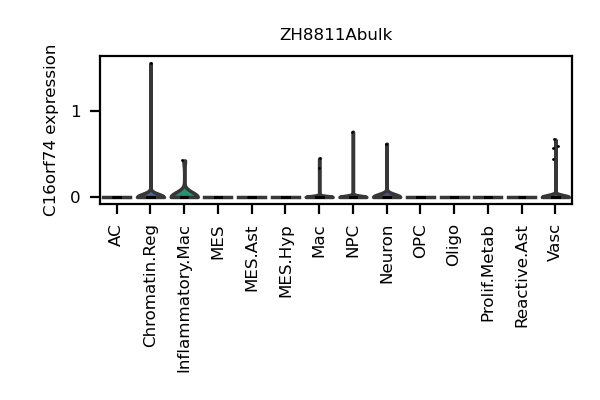 ZH8811Abulk
C16orf74 expression
1
0
AC
Chromatin.Reg
Inflammatory.Mac
MES
MES.Ast
MES.Hyp
Mac
NPC
Neuron
OPC
Oligo
Prolif.Metab
Reactive.Ast
Vasc